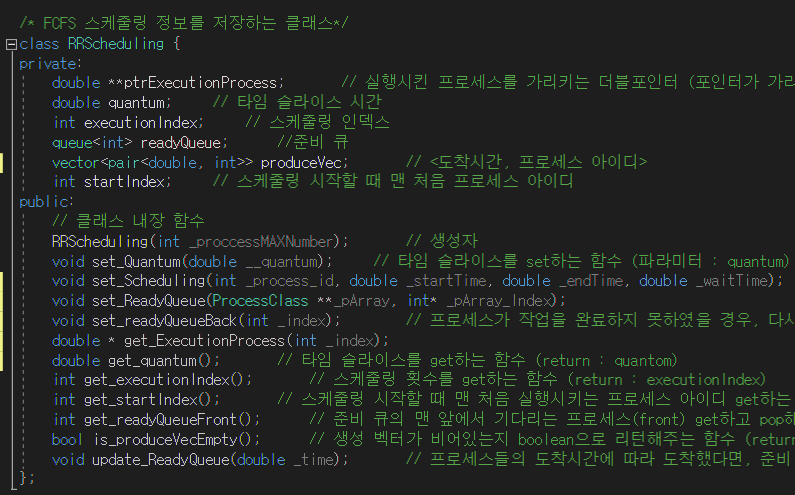 /* FCFS 스케줄링 정보를 저장하는 클래스*/
class RRScheduling {
private:
double **ptrExecutionProcess; // 실행시킨 프로세스를 가리키는 더블포인터 (포인터가 가리
double quantum; // 타임 슬라이스 시간
int executionIndex; // 스케줄링 인덱스
queue<int> readyQueue; //준비 큐
vector<pair<double, int>> produceVec; // <도착시간, 프로세스 아이디>
int startIndex; // 스케줄링 시작할 때 맨 처음 프로세스 아이디
public:
// 클래스 내장 함수
RRScheduling(int _proccessMAXNumber); // 생성자
void set_Quantum(double __quantum); // 타임 슬라이스를 set하는 함수 (파라미터 : quantum)
void set_Scheduling(int _process_id, double _startTime, double _endTime, double _waitTime);
void set_ReadyQueue(ProcessClass **_pArray, int* _pArray_Index);
void set_readyQueueBack(int _index); // 프로세스가 작업을 완료하지 못하였을 경우, 다시
double * get_ExecutionProcess(int _index);
double get_quantum(); // 타임 슬라이스를 get하는 함수 (return : quantom)
int get_executionIndex(); // 스케줄링 횟수를 get하는 함수 (return : executionIndex)
int get_startIndex(); // 스케줄링 시작할 때 맨 처음 실행시키는 프로세스 아이디 get하는
int get_readyQueueFront(); // 준비 큐의 맨 앞에서 기다리는 프로세스(front) get하고 pop하
bool is_produceVecEmpty(); // 생성 벡터가 비어있는지 boolean으로 리턴해주는 함수 (retur
void update_ReadyQueue(double _time); // 프로세스들의 도착시간에 따라 도착했다면, 준비
};